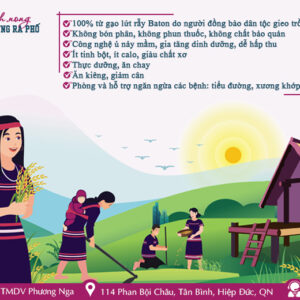 NG RA PỐ
100% từ gạo lứt rẫy Baton do người đồng bào dân tộc gieo trồ
Không bón phân, không phun thuốc, không chất bảo quản
Công nghệ ủ nảy mầm, gia tăng dinh dưỡng, dễ hấp thu
Ít tinh bột, ít calo, giàu chất xơ
Thực dưỡng, ăn chay
Ăn kiêng, giảm cân
Phòng và hỗ trợ ngăn ngừa các bệnh: tiểu đường, xương khớp
TMDV Phương Nga 114 Phan Bội Châu, Tân Bình, Hiệp Đức, QN